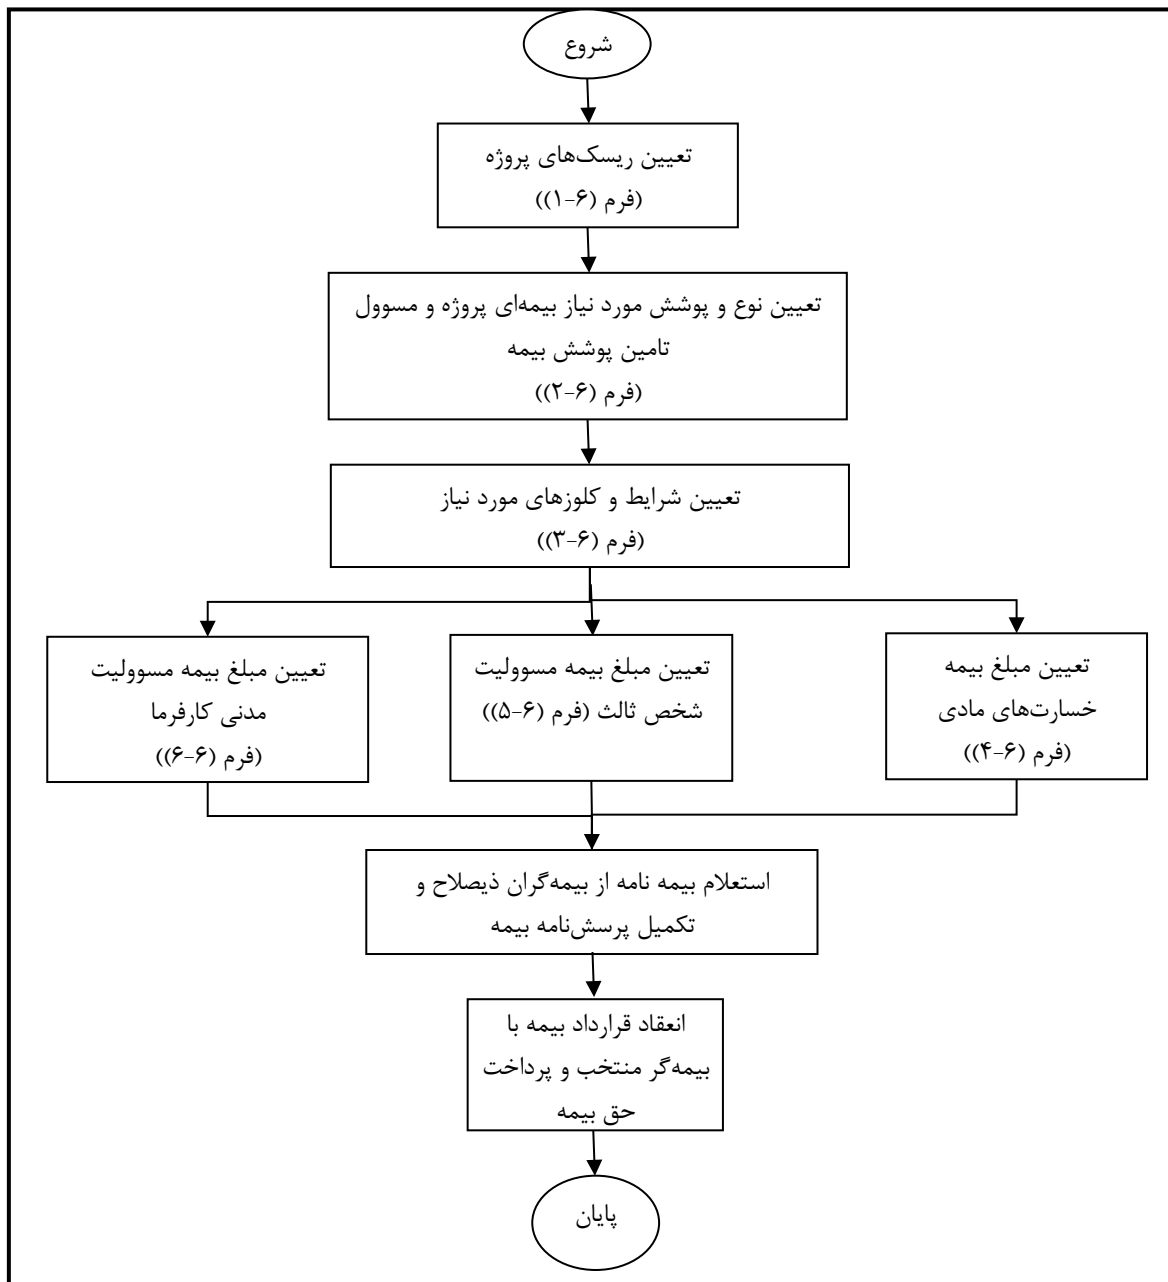 شروع
تعیین ریسک‌های پروژه
(فرم (۶-۱))
تعیین نوع و پوشش مورد نیاز بیمه‌ای پروژه و مسوول
تامین پوشش بیمه
(فرم (۶-۲))
تعیین شرایط و کلوزهای مورد نیاز
(فرم (۶-۳))
تعیین مبلغ بیمه
خسارت‌های مادی
(فرم (۶-۴))
تعیین مبلغ بیمه مسوولیت
شخص ثالث (فرم (۶-۵))
تعیین مبلغ بیمه مسوولیت
مدنی کارفرما
(فرم (۶-۶))
استعلام بیمه نامه از بیمه‌گران ذیصلاح و
تکمیل پرسش‌نامه بیمه
انعقاد قرارداد بیمه با
بیمه‌گر منتخب و پرداخت
حق بیمه
پایان